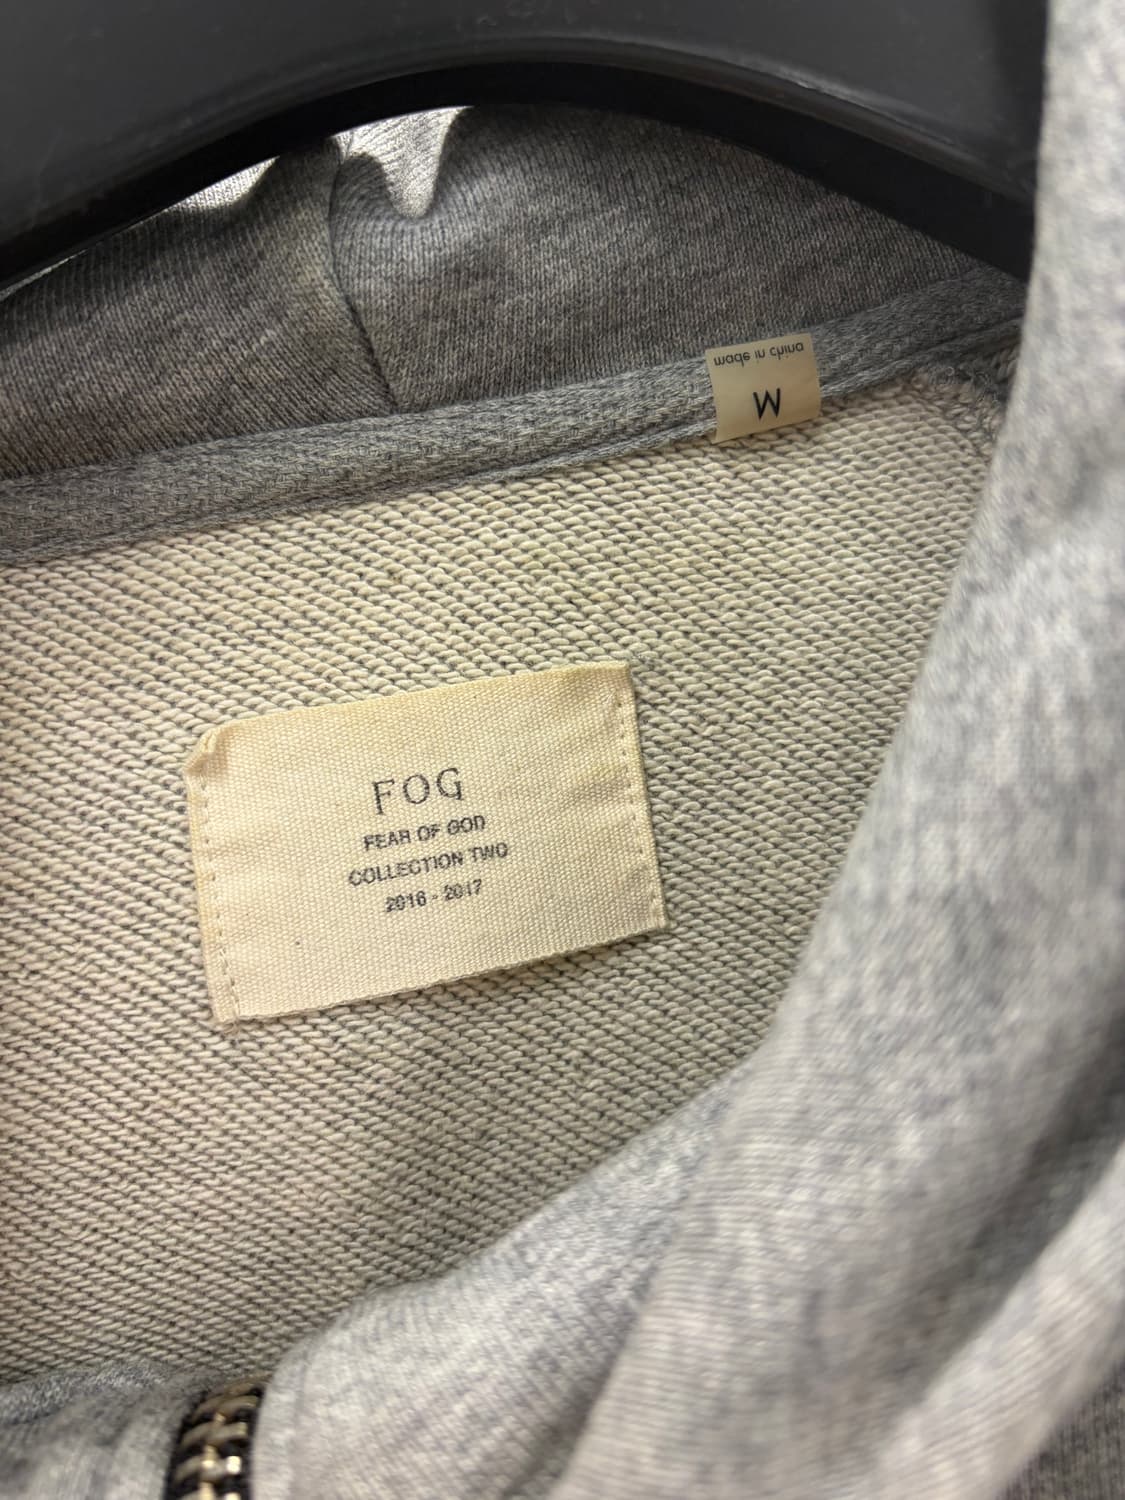 made in china
M
FOG
FEAR OF GOD
COLLECTION TWO
2016 - 2017